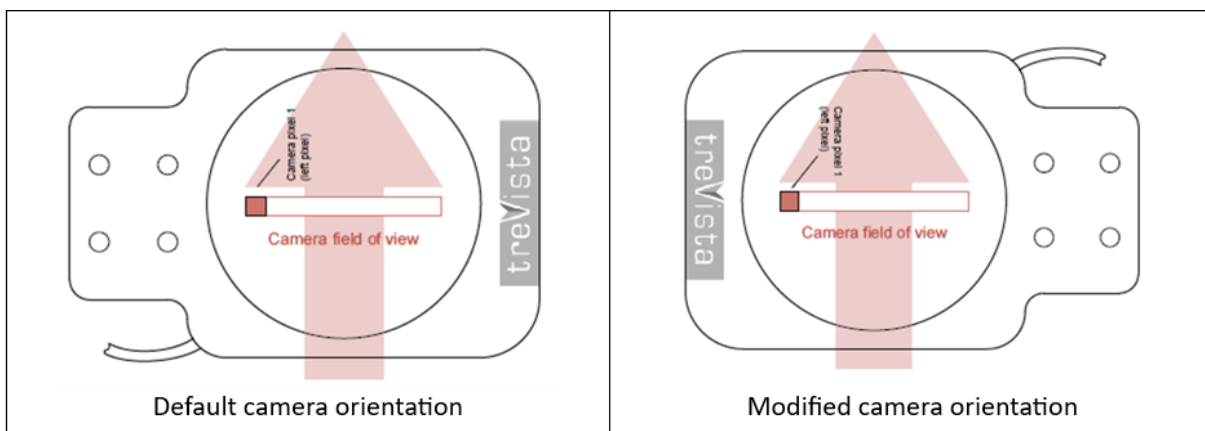 Camera pixel 1
(left pixel)
Camera field of view
treVista
Default camera orientation
treVista
Camera pixel 1
(left pixel)
Camera field of view
Modified camera orientation